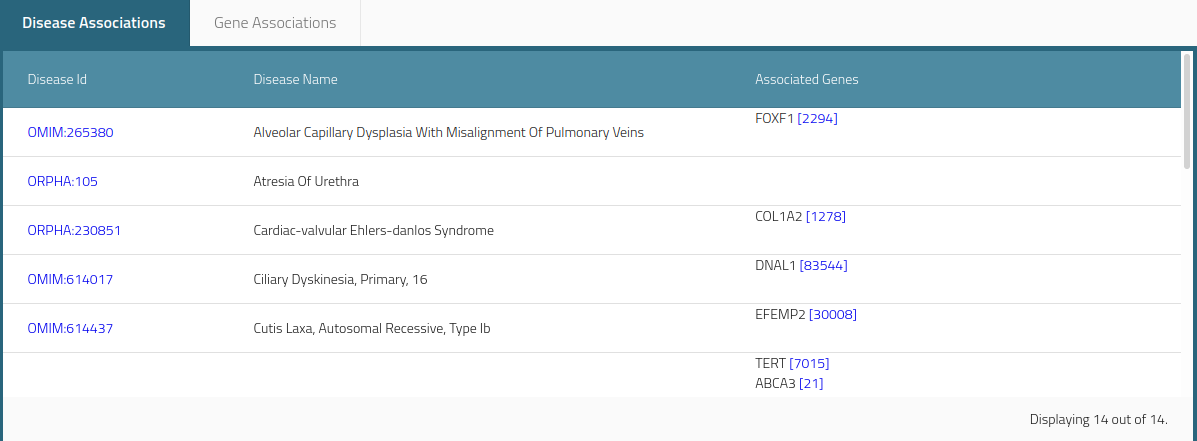 Disease Associations Gene Associations
Disease Id Disease Name Associated Genes
OMIM:265380 Alveolar Capillary Dysplasia With Misalignment Of Pulmonary Veins FOXF1 [2294]
ORPHA:105 Atresia Of Urethra
ORPHA:230851 Cardiac-valvular Ehlers-danlos Syndrome COL1A2 [1278]
OMIM:614017 Ciliary Dyskinesia, Primary, 16 DNAL1 [83544]
OMIM:614437 Cutis Laxa, Autosomal Recessive, Type Ib EFEMP2 [30008]
TERT [7015]
ABCA3 [21]
Displaying 14 out of 14.